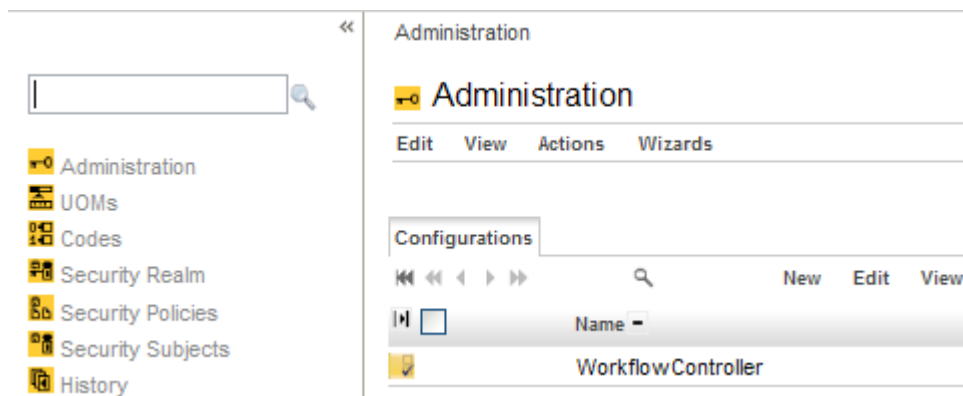 Administration
UOMs
Codes
Security Realm
Security Policies
Security Subjects
History
Administration
Administration
Edit View Actions Wizards
Configurations
New Edit View
Name
WorkflowController